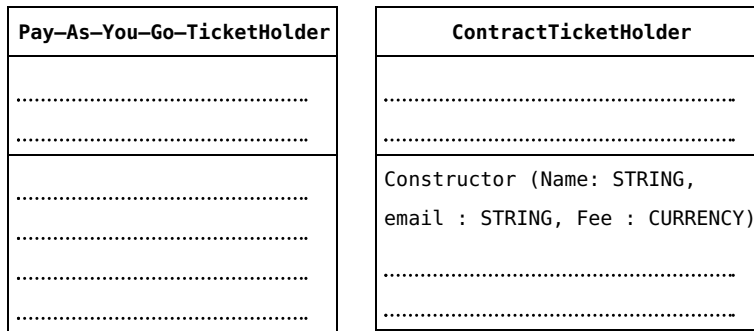 Pay–As–You–Go–TicketHolder
ContractTicketHolder
Constructor (Name: STRING,
email : STRING, Fee : CURRENCY)